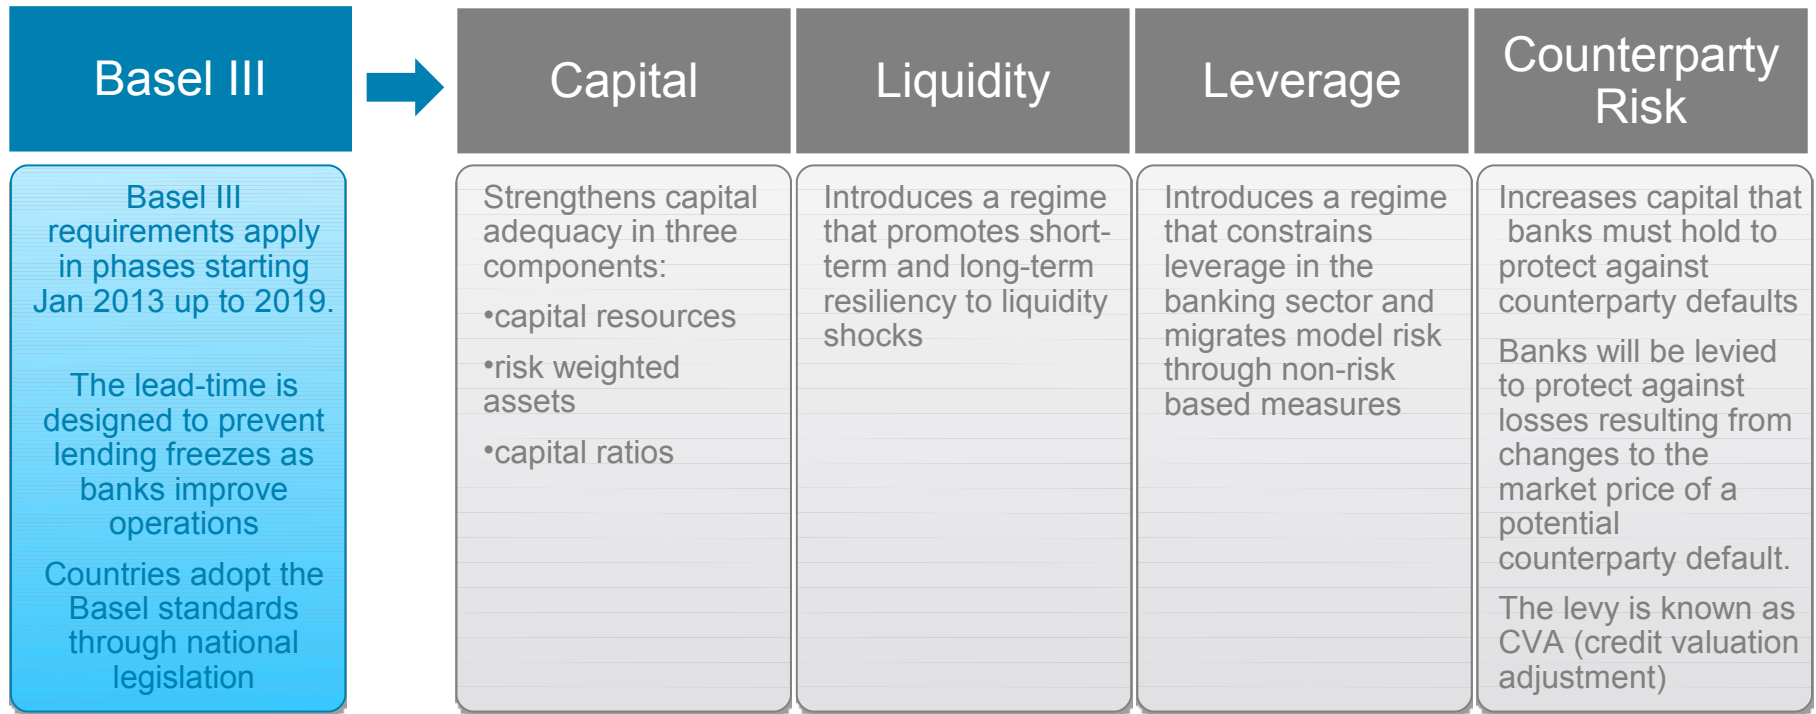 Basel III
Capital
Liquidity
Leverage
Counterparty
Risk
Basel III
requirements apply
in phases starting
Jan 2013 up to 2019.
The lead-time is
designed to prevent
lending freezes as
banks improve
operations
Countries adopt the
Basel standards
through national
legislation
Strengthens capital
adequacy in three
components:
•capital resources
•risk weighted
assets
•capital ratios
Introduces a regime
that promotes short-
term and long-term
resiliency to liquidity
shocks
Introduces a regime
that constrains
leverage in the
banking sector and
migrates model risk
through non-risk
based measures
Increases capital that
banks must hold to
protect against
counterparty defaults
Banks will be levied
to protect against
losses resulting from
changes to the
market price of a
potential
counterparty default.
The levy is known as
CVA (credit valuation
adjustment)